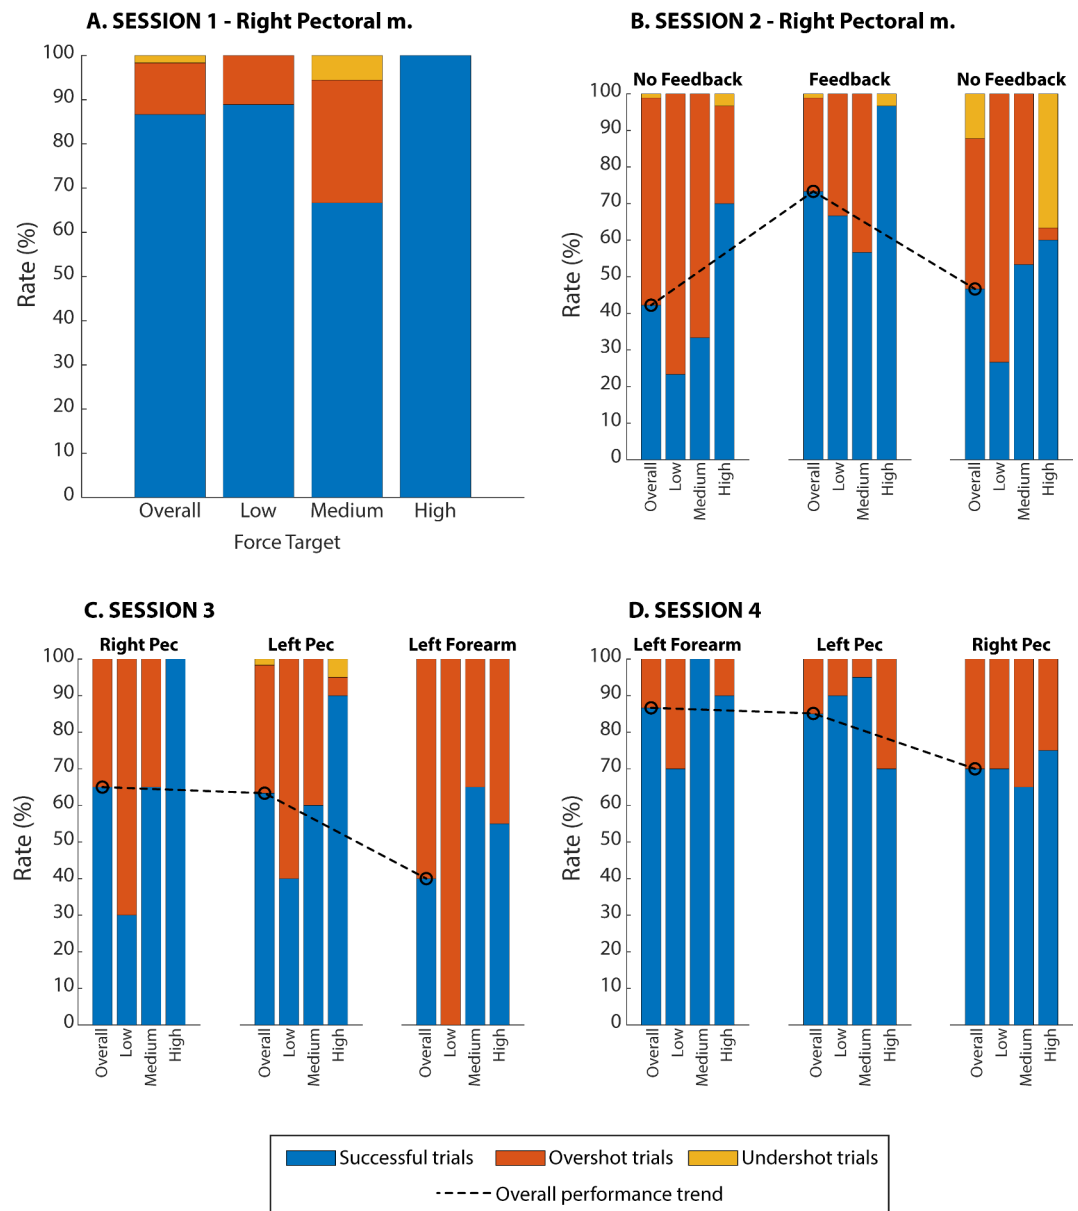 A. SESSION 1 - Right Pectoral m.
100
90
80
70
60
50
40
30
20
10
0
Rate (%)
Overall Low Medium High
Force Target
B. SESSION 2 - Right Pectoral m.
No Feedback Feedback No Feedback
100
90
80
70
60
50
40
30
20
10
0
Rate (%)
Overall Low Medium High Overall Low Medium High Overall Low Medium High
C. SESSION 3
Right Pec Left Pec Left Forearm
100
90
80
70
60
50
40
30
20
10
0
Rate (%)
Overall Low Medium High Overall Low Medium High Overall Low Medium High
D. SESSION 4
Left Forearm Left Pec Right Pec
100
90
80
70
60
50
40
30
20
10
0
Rate (%)
Overall Low Medium High Overall Low Medium High Overall Low Medium High
Successful trials Overshot trials Undershot trials
Overall performance trend